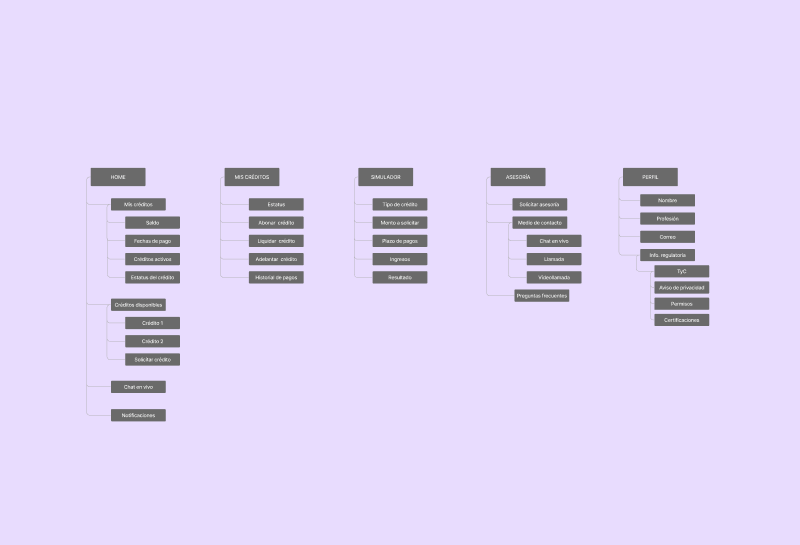 HOME
Mis créditos
Saldo
Fechas de pago
Créditos activos
Estatus del crédito
Créditos disponibles
Crédito 1
Crédito 2
Solicitar crédito
Chat en vivo
Notificaciones
MIS CRÉDITOS
Estatus
Abonar crédito
Liquidar crédito
Adelantar crédito
Historial de pagos
SIMULADOR
Tipo de crédito
Monto a solicitar
Plazo de pagos
Ingresos
Resultado
ASESORÍA
Solicitar asesoría
Medio de contacto
Chat en vivo
Llamada
Videollamada
Preguntas frecuentes
PERFIL
Nombre
Profesión
Correo
Info. regulatoria
TyC
Aviso de privacidad
Permisos
Certificaciones